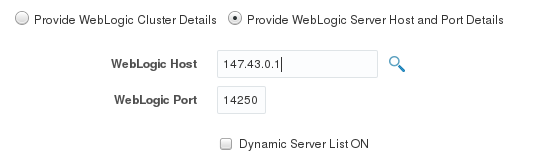 Provide WebLogic Cluster Details Provide WebLogic Server Host and Port Details
WebLogic Host 147.43.0.1
WebLogic Port 14250
Dynamic Server List ON